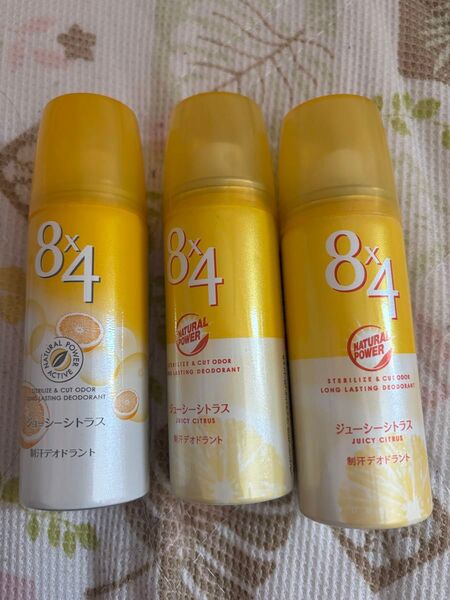 8x4
NATURAL POWER
ACTIVE
STERILIZE & CUT ODOR
LONG LASTING DEODORANT
ジューシーシトラス
制汗デオドラント
8x4
NATURAL
POWER
STERILIZE & CUT ODOR
LONG LASTING DEODORANT
ジューシーシトラス
JUICY CITRUS
制汗デオドラント
8x4
NATURAL
POWER
STERILIZE & CUT ODOR
LONG LASTING DEODORANT
ジューシーシトラス
JUICY CITRUS
制汗デオドラント